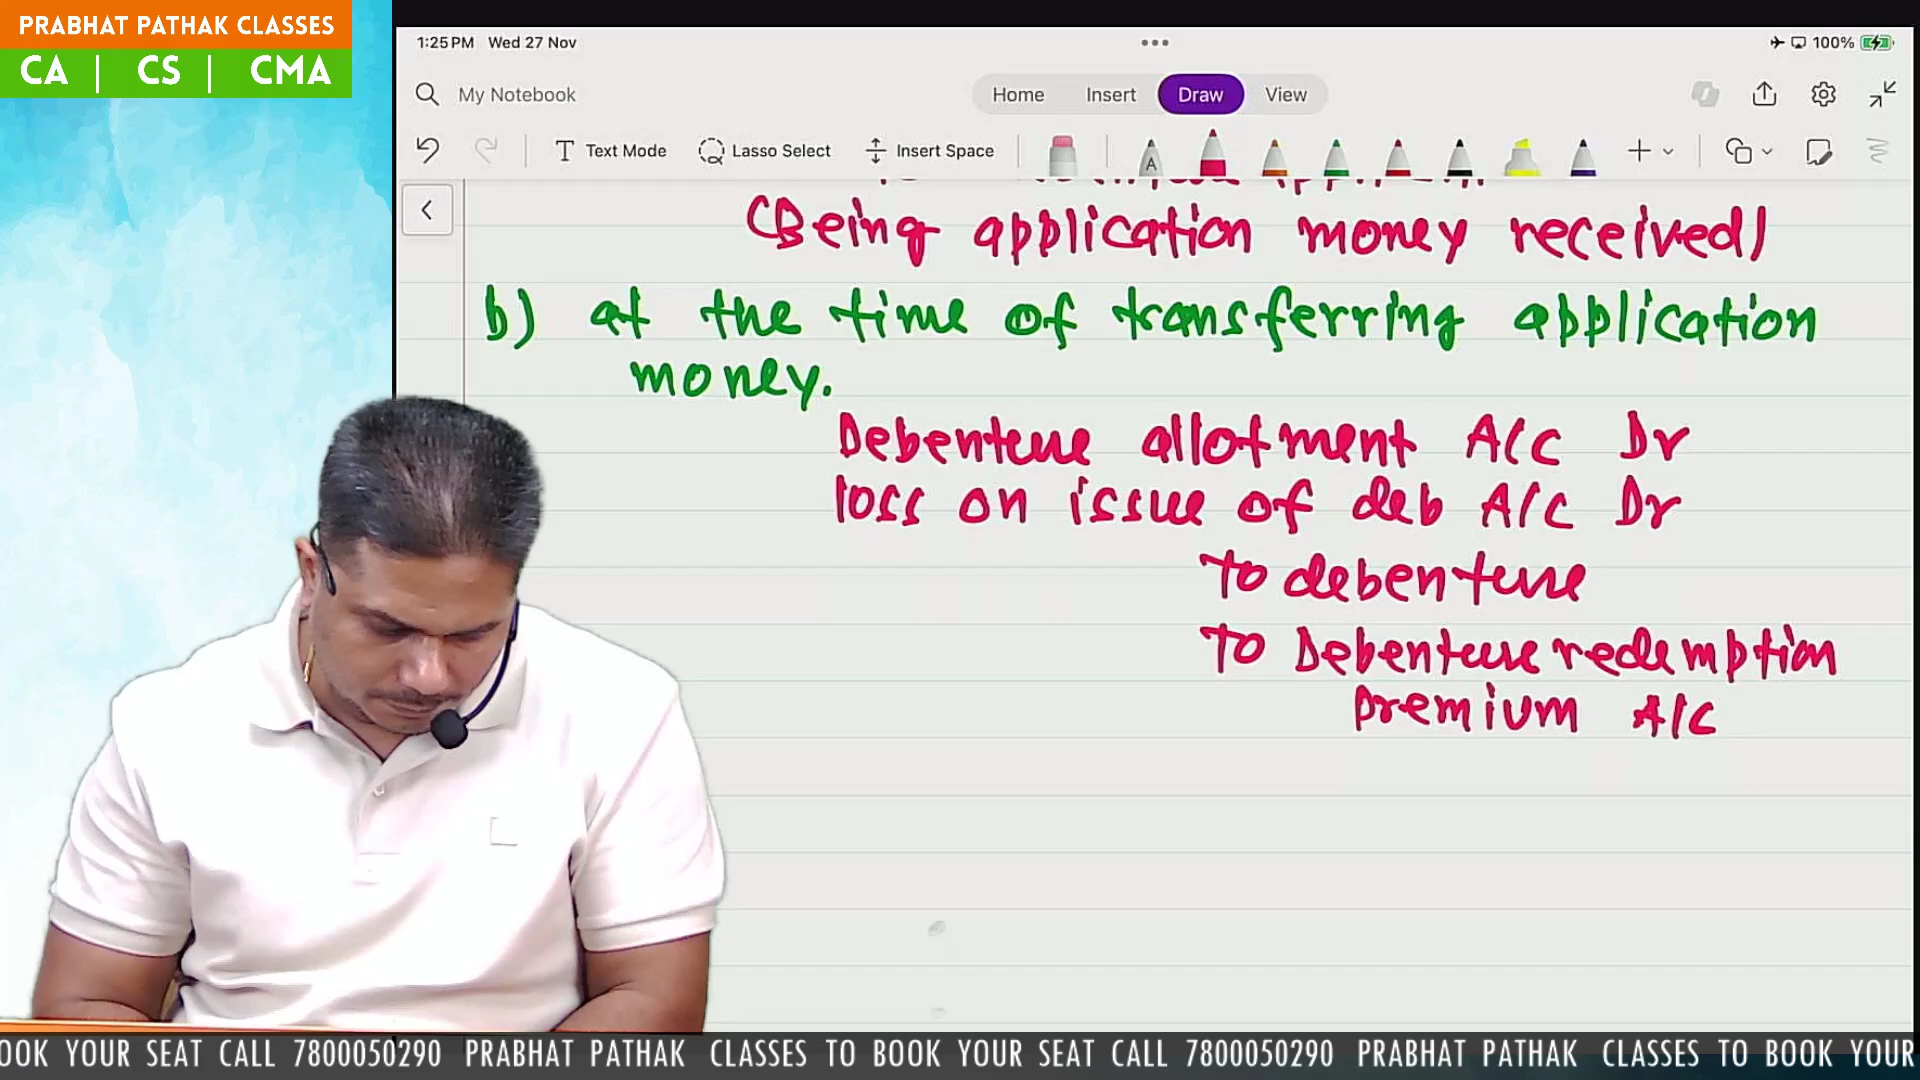 PRABHAT PATHAK CLASSES
CA | CS | CMA
1:25 PM Wed 27 Nov
100%
My Notebook
Home Insert Draw View
T Text Mode Lasso Select Insert Space
A
(Being application money received)
b) at the time of transferring application
money.
Debenture allotment A/C Dr
loss on issue of deb A/C Dr
To debenture
To Debenture redemption
premium A/C
OOK YOUR SEAT CALL 7800050290 PRABHAT PATHAK CLASSES TO BOOK YOUR SEAT CALL 7800050290 PRABHAT PATHAK CLASSES TO BOOK YOUR